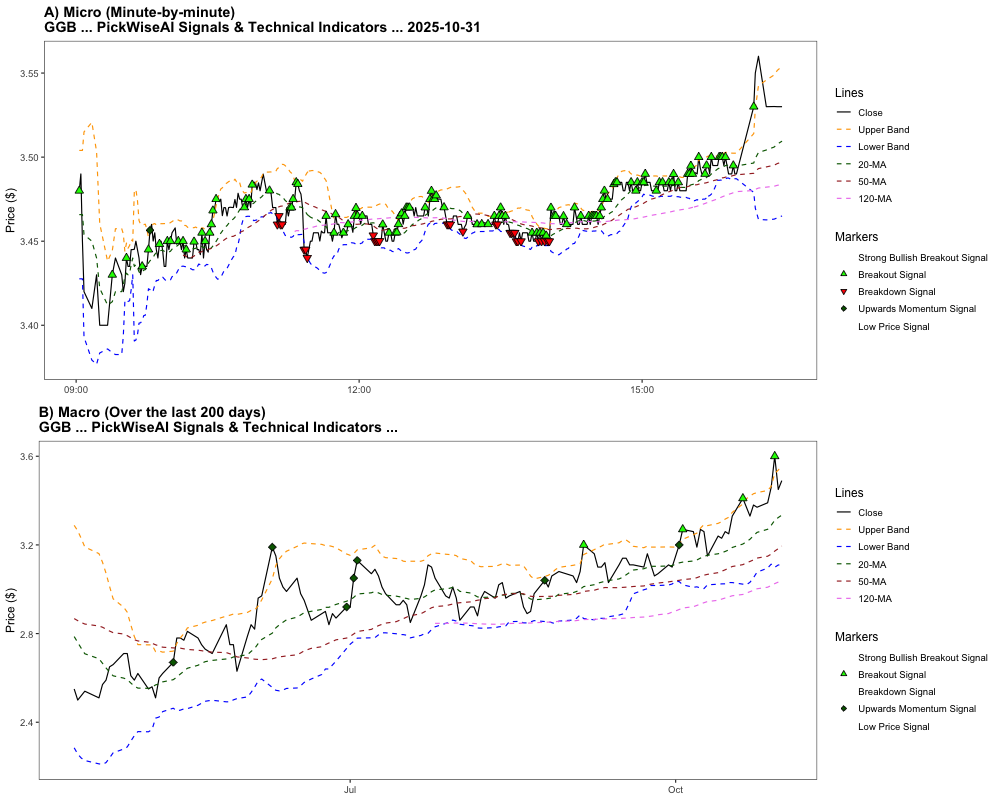 A) Micro (Minute-by-minute)
GGB ... PickWiseAI Signals & Technical Indicators ... 2025-10-31
Price ($)
3.55
3.50
3.45
3.40
09:00
12:00
15:00
Lines
Close
Upper Band
Lower Band
20-MA
50-MA
120-MA
Markers
Strong Bullish Breakout Signal
Breakout Signal
Breakdown Signal
Upwards Momentum Signal
Low Price Signal
B) Macro (Over the last 200 days)
GGB ... PickWiseAI Signals & Technical Indicators ...
Price ($)
3.6
3.2
2.8
2.4
Jul
Oct
Lines
Close
Upper Band
Lower Band
20-MA
50-MA
120-MA
Markers
Strong Bullish Breakout Signal
Breakout Signal
Breakdown Signal
Upwards Momentum Signal
Low Price Signal